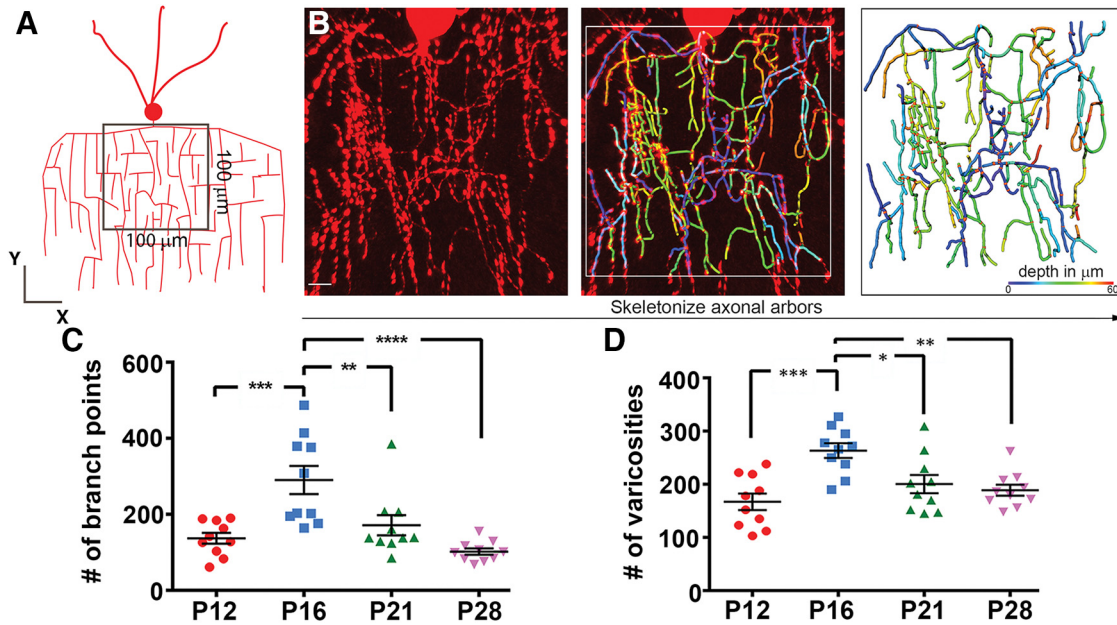 A
100 µm
100 µm
Y
X
B
depth in µm
0
60
Skeletonize axonal arbors
C
# of branch points
600
400
200
0
***
**
****
P12
P16
P21
P28
D
# of varicosities
400
300
200
100
0
***
*
**
P12
P16
P21
P28